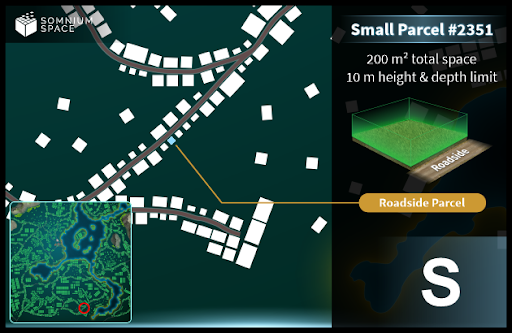 SOMNIUM
SPACE
Small Parcel #2351
200 m² total space
10 m height & depth limit
Roadside
Roadside Parcel
S